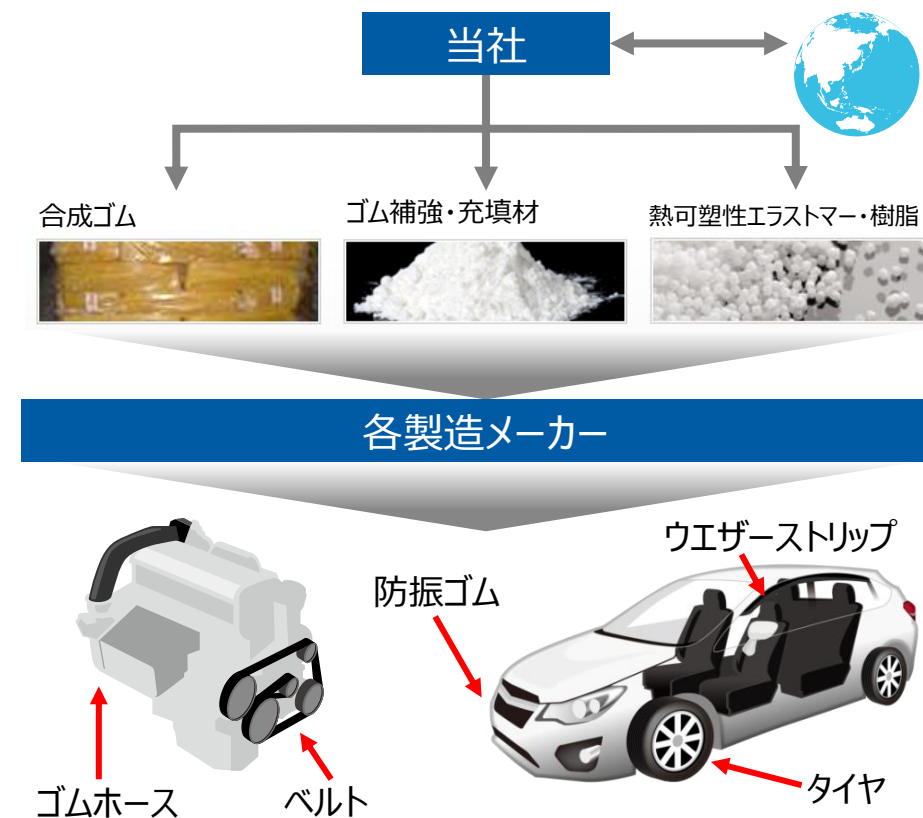 当社
合成ゴム
ゴム補強・充填材
熱可塑性エラストマー・樹脂
各製造メーカー
ウエザーストリップ
防振ゴム
タイヤ
ゴムホース
ベルト